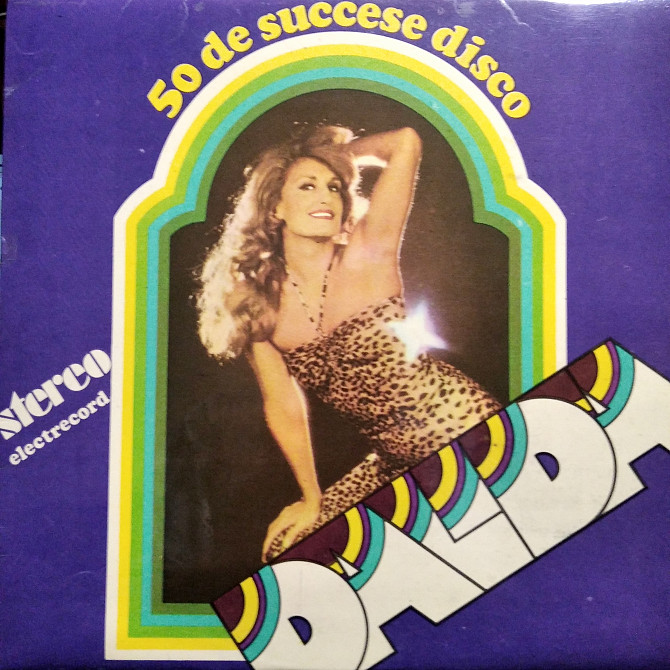 50 de succese disco
stereo
electrecord
DALIDA